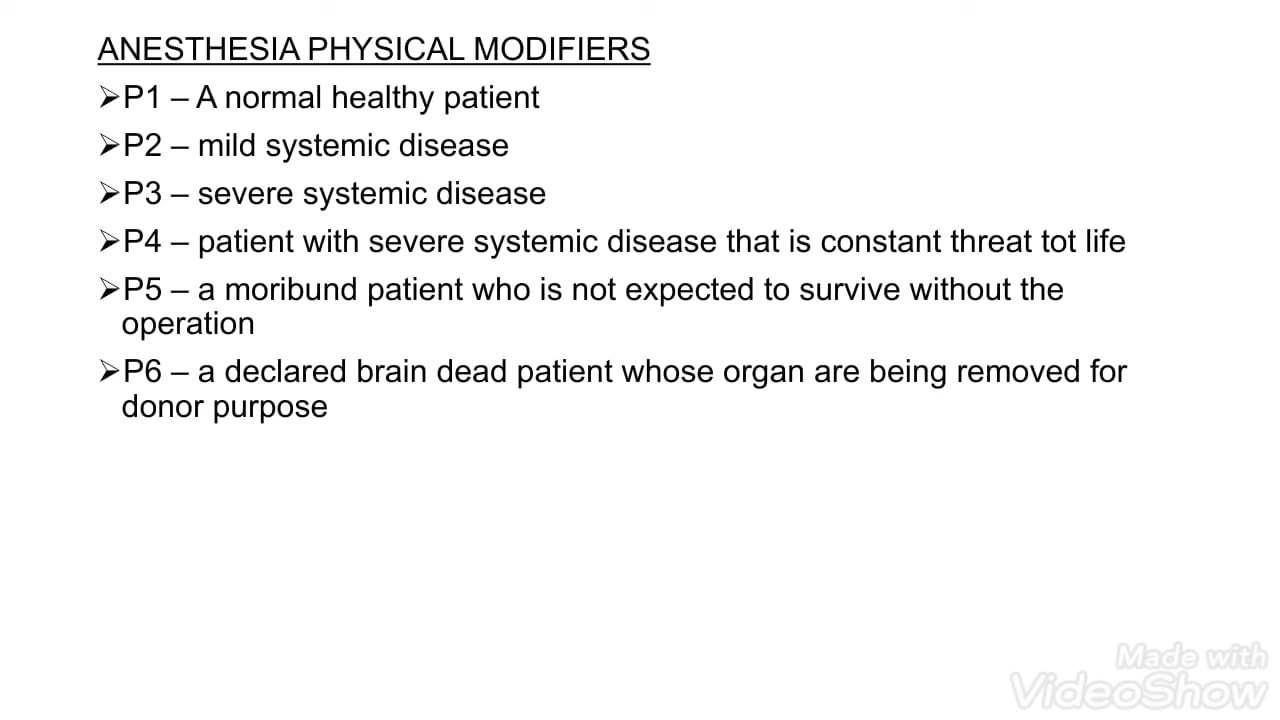 ANESTHESIA PHYSICAL MODIFIERS
➢P1 – A normal healthy patient
➢P2 – mild systemic disease
➢P3 – severe systemic disease
➢P4 – patient with severe systemic disease that is constant threat tot life
➢P5 – a moribund patient who is not expected to survive without the
operation
➢P6 – a declared brain dead patient whose organ are being removed for
donor purpose
Made with
VideoShow